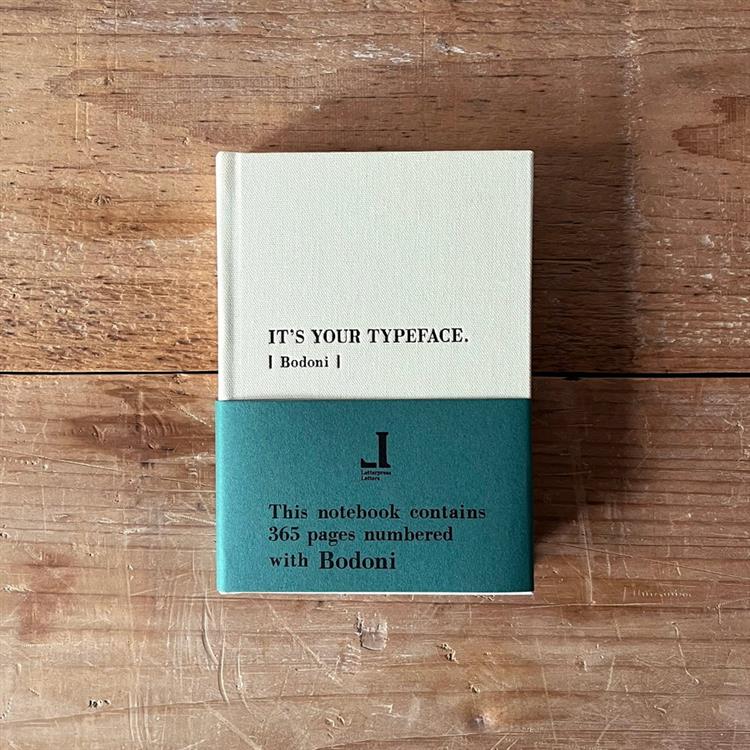 IT'S YOUR TYPEFACE.
| Bodoni |
Letterpress
Letters
This notebook contains
365 pages numbered
with Bodoni